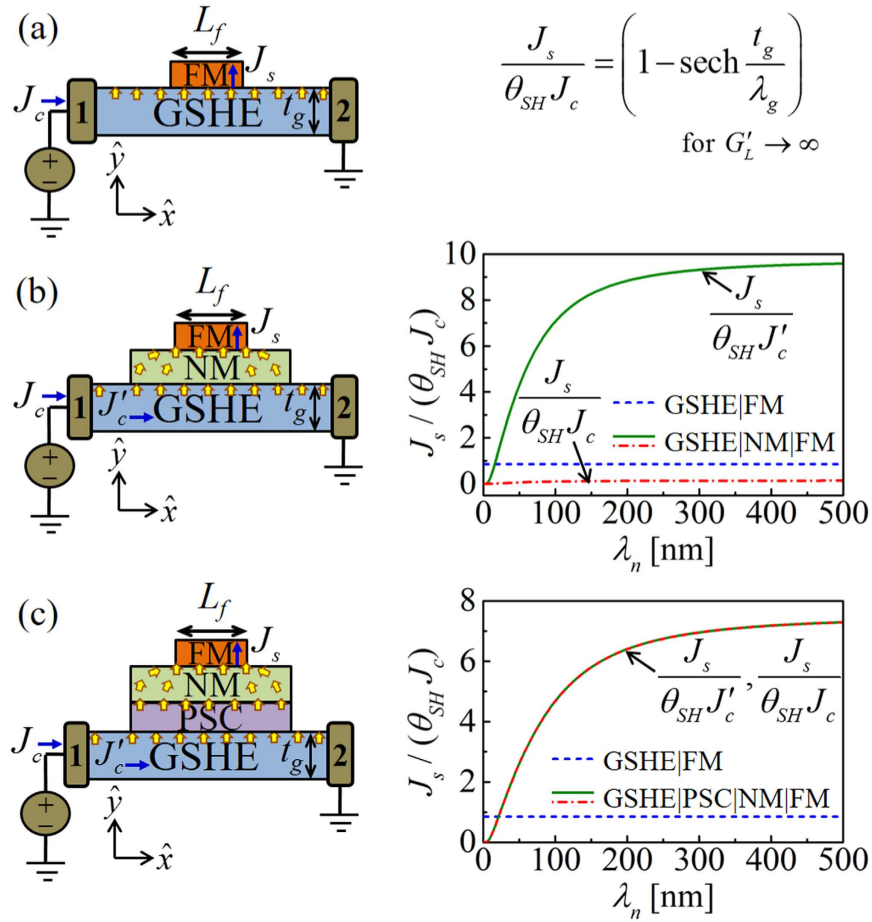 (a)
L_f
FM
J_s
J_c
1
GSHE
t_g
2
+
−
ŷ
x̂
J_s / (θ_SH J_c) = (1 − sech t_g / λ_g)
for G'_L → ∞
(b)
L_f
FM
J_s
NM
J_c
1
J'_c
GSHE
t_g
2
+
−
ŷ
x̂
J_s / (θ_SH J_c)
10
8
6
4
2
0
J_s / (θ_SH J'_c)
J_s / (θ_SH J_c)
GSHE|FM
GSHE|NM|FM
0 100 200 300 400 500
λ_n [nm]
(c)
L_f
FM
J_s
NM
PSC
J_c
1
J'_c
GSHE
t_g
2
+
−
ŷ
x̂
J_s / (θ_SH J_c)
8
6
4
2
0
J_s / (θ_SH J'_c), J_s / (θ_SH J_c)
GSHE|FM
GSHE|PSC|NM|FM
0 100 200 300 400 500
λ_n [nm]